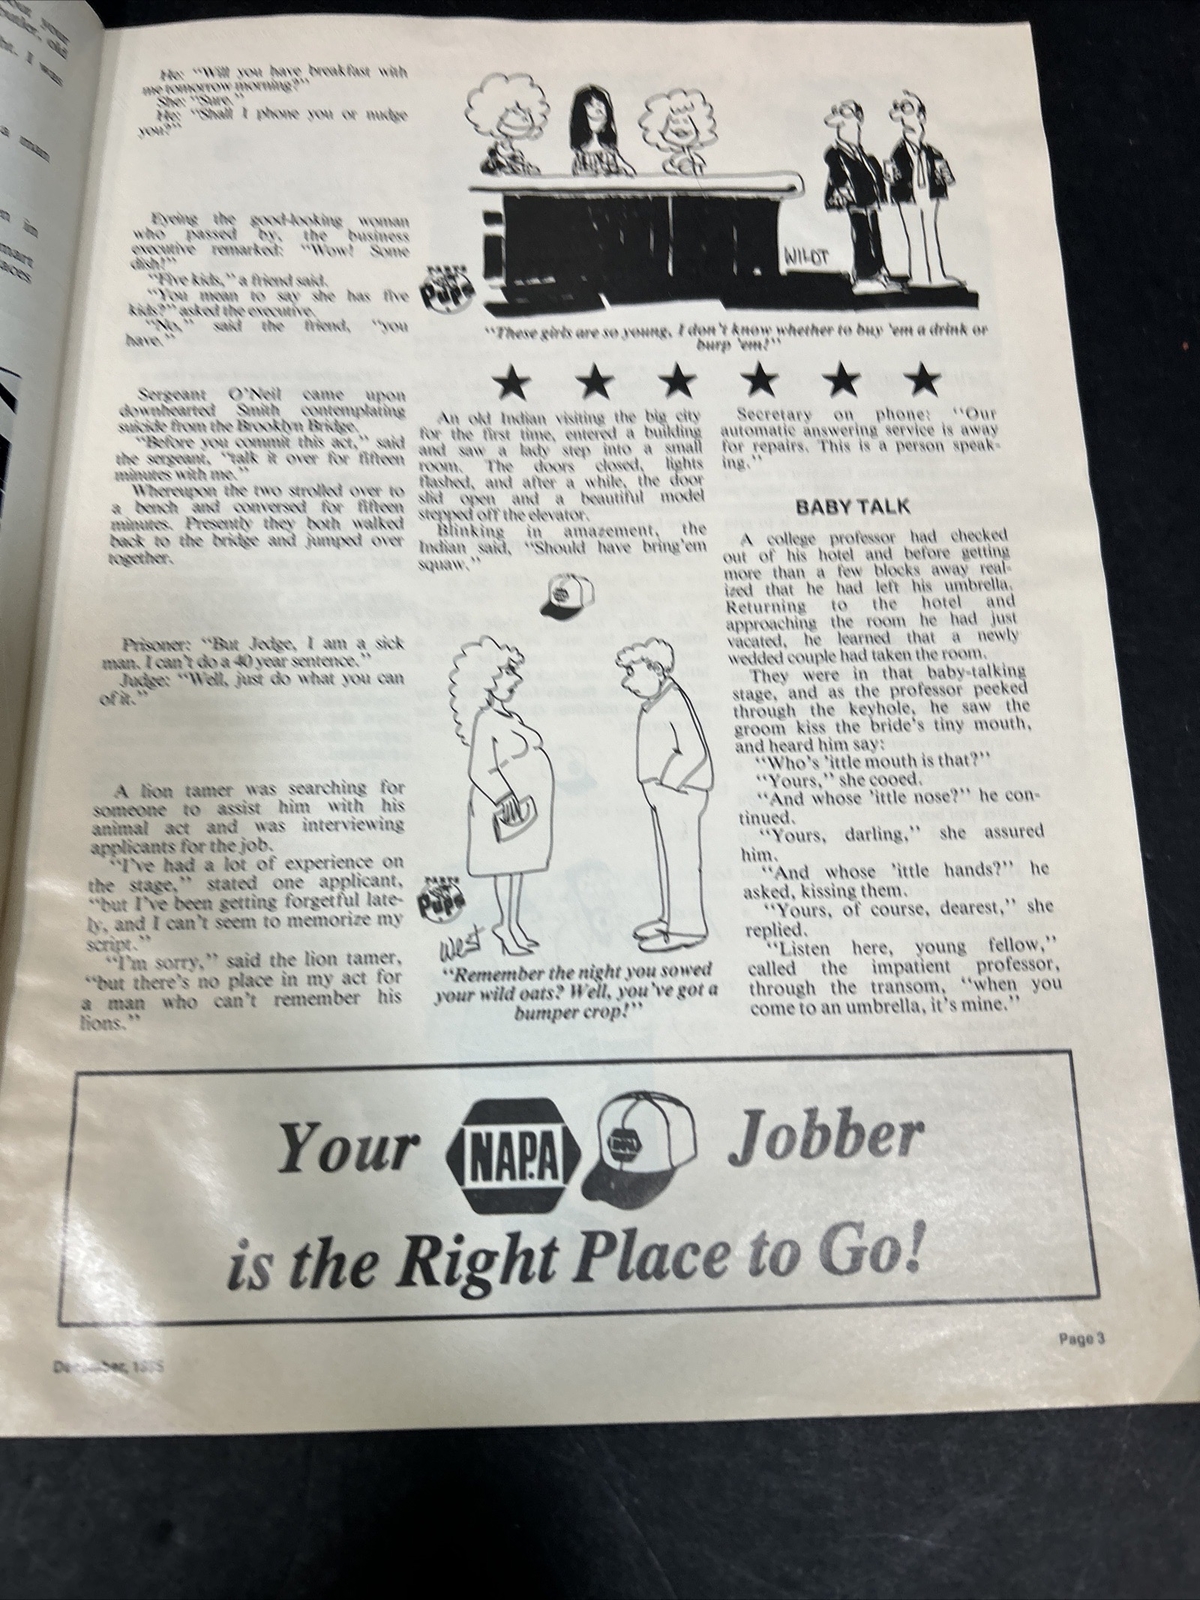 our your
butler, old
ht. I was
a man
n in
mart
aces
He: "Will you have breakfast with
me tomorrow morning?"
She: "Sure."
He: "Shall I phone you or nudge
you?"
Eyeing the good-looking woman
who passed by, the business
executive remarked: "Wow! Some
dish!"
"Five kids," a friend said.
"You mean to say she has five
kids?" asked the executive.
"No," said the friend, "you
have."
Sergeant O'Neil came upon
downhearted Smith contemplating
suicide from the Brooklyn Bridge.
"Before you commit this act," said
the sergeant, "talk it over for fifteen
minutes with me."
Whereupon the two strolled over to
a bench and conversed for fifteen
minutes. Presently they both walked
back to the bridge and jumped over
together.
Prisoner: "But Jedge, I am a sick
man. I can't do a 40 year sentence."
Judge: "Well, just do what you can
of it."
A lion tamer was searching for
someone to assist him with his
animal act and was interviewing
applicants for the job.
"I've had a lot of experience on
the stage," stated one applicant,
"but I've been getting forgetful late-
ly, and I can't seem to memorize my
script."
"I'm sorry," said the lion tamer,
"but there's no place in my act for
a man who can't remember his
lions."
WILDT
PARTS
Pups
"These girls are so young, I don't know whether to buy 'em a drink or
burp 'em!"
An old Indian visiting the big city
for the first time, entered a building
and saw a lady step into a small
room. The doors closed, lights
flashed, and after a while, the door
slid open and a beautiful model
stepped off the elevator.
Blinking in amazement, the
Indian said, "Should have bring'em
squaw."
PARTS
Pups
West
"Remember the night you sowed
your wild oats? Well, you've got a
bumper crop!"
Secretary on phone: "Our
automatic answering service is away
for repairs. This is a person speak-
ing."
BABY TALK
A college professor had checked
out of his hotel and before getting
more than a few blocks away real-
ized that he had left his umbrella.
Returning to the hotel and
approaching the room he had just
vacated, he learned that a newly
wedded couple had taken the room.
They were in that baby-talking
stage, and as the professor peeked
through the keyhole, he saw the
groom kiss the bride's tiny mouth,
and heard him say:
"Who's 'ittle mouth is that?"
"Yours," she cooed.
"And whose 'ittle nose?" he con-
tinued.
"Yours, darling," she assured
him.
"And whose 'ittle hands?" he
asked, kissing them.
"Yours, of course, dearest," she
replied.
"Listen here, young fellow,"
called the impatient professor,
through the transom, "when you
come to an umbrella, it's mine."
Your NAPA Jobber
is the Right Place to Go!
December,
Page 3